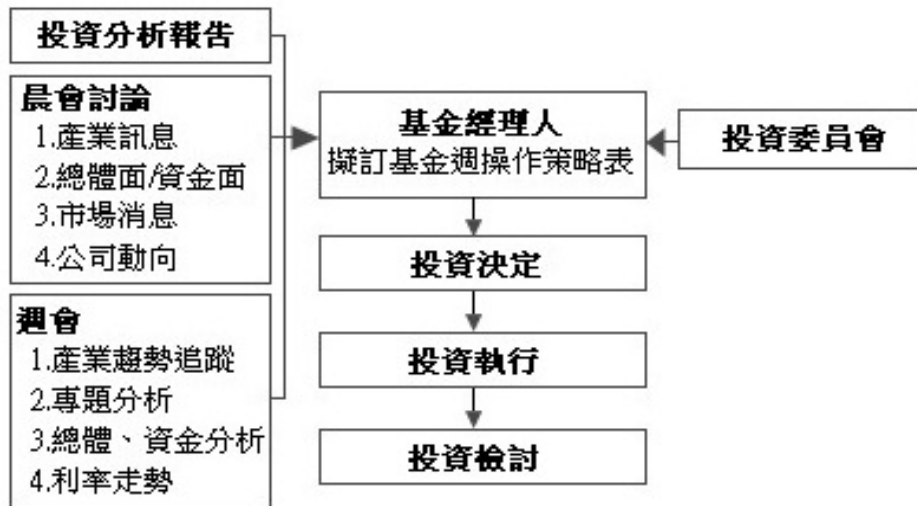 投資分析報告
晨會討論
1.產業訊息
2.總體面/資金面
3.市場消息
4.公司動向
週會
1.產業趨勢追蹤
2.專題分析
3.總體、資金分析
4.利率走勢
基金經理人
擬訂基金週操作策略表
投資決定
投資執行
投資檢討
投資委員會